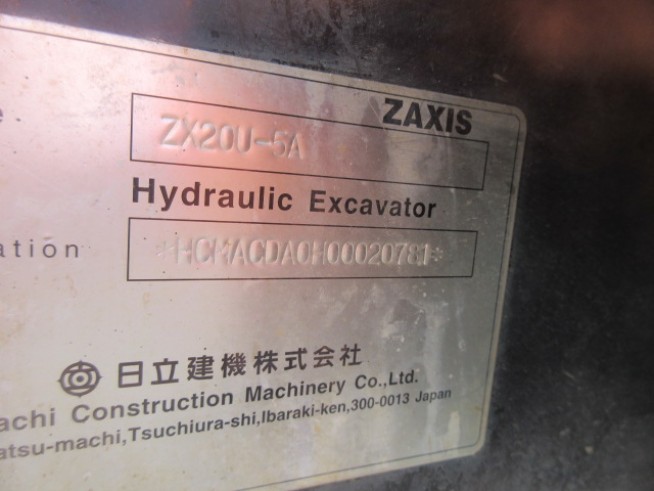 e
ZAXIS
ZX20U-5A
Hydraulic Excavator
ation
*HCMACDA0H00020781*
日立建機株式会社
achi Construction Machinery Co.,Ltd.
atsu-machi,Tsuchiura-shi,Ibaraki-ken,300-0013 Japan